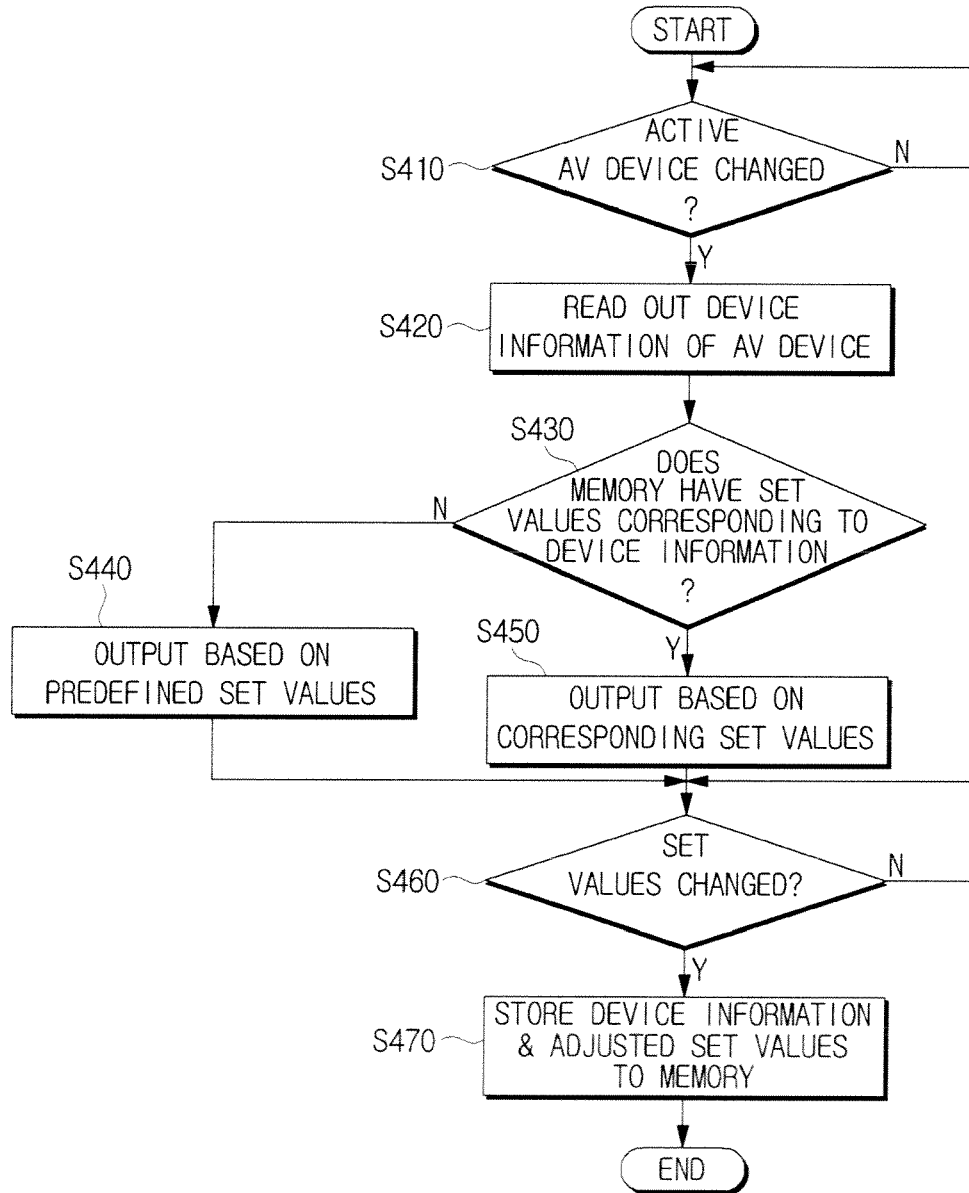 START
ACTIVE
AV DEVICE CHANGED
?
S410
N
Y
READ OUT DEVICE
INFORMATION OF AV DEVICE
S420
S430
DOES
MEMORY HAVE SET
VALUES CORRESPONDING TO
DEVICE INFORMATION
?
N
Y
S440
OUTPUT BASED ON
PREDEFINED SET VALUES
S450
OUTPUT BASED ON
CORRESPONDING SET VALUES
SET
VALUES CHANGED?
S460
N
Y
STORE DEVICE INFORMATION
& ADJUSTED SET VALUES
TO MEMORY
S470
END